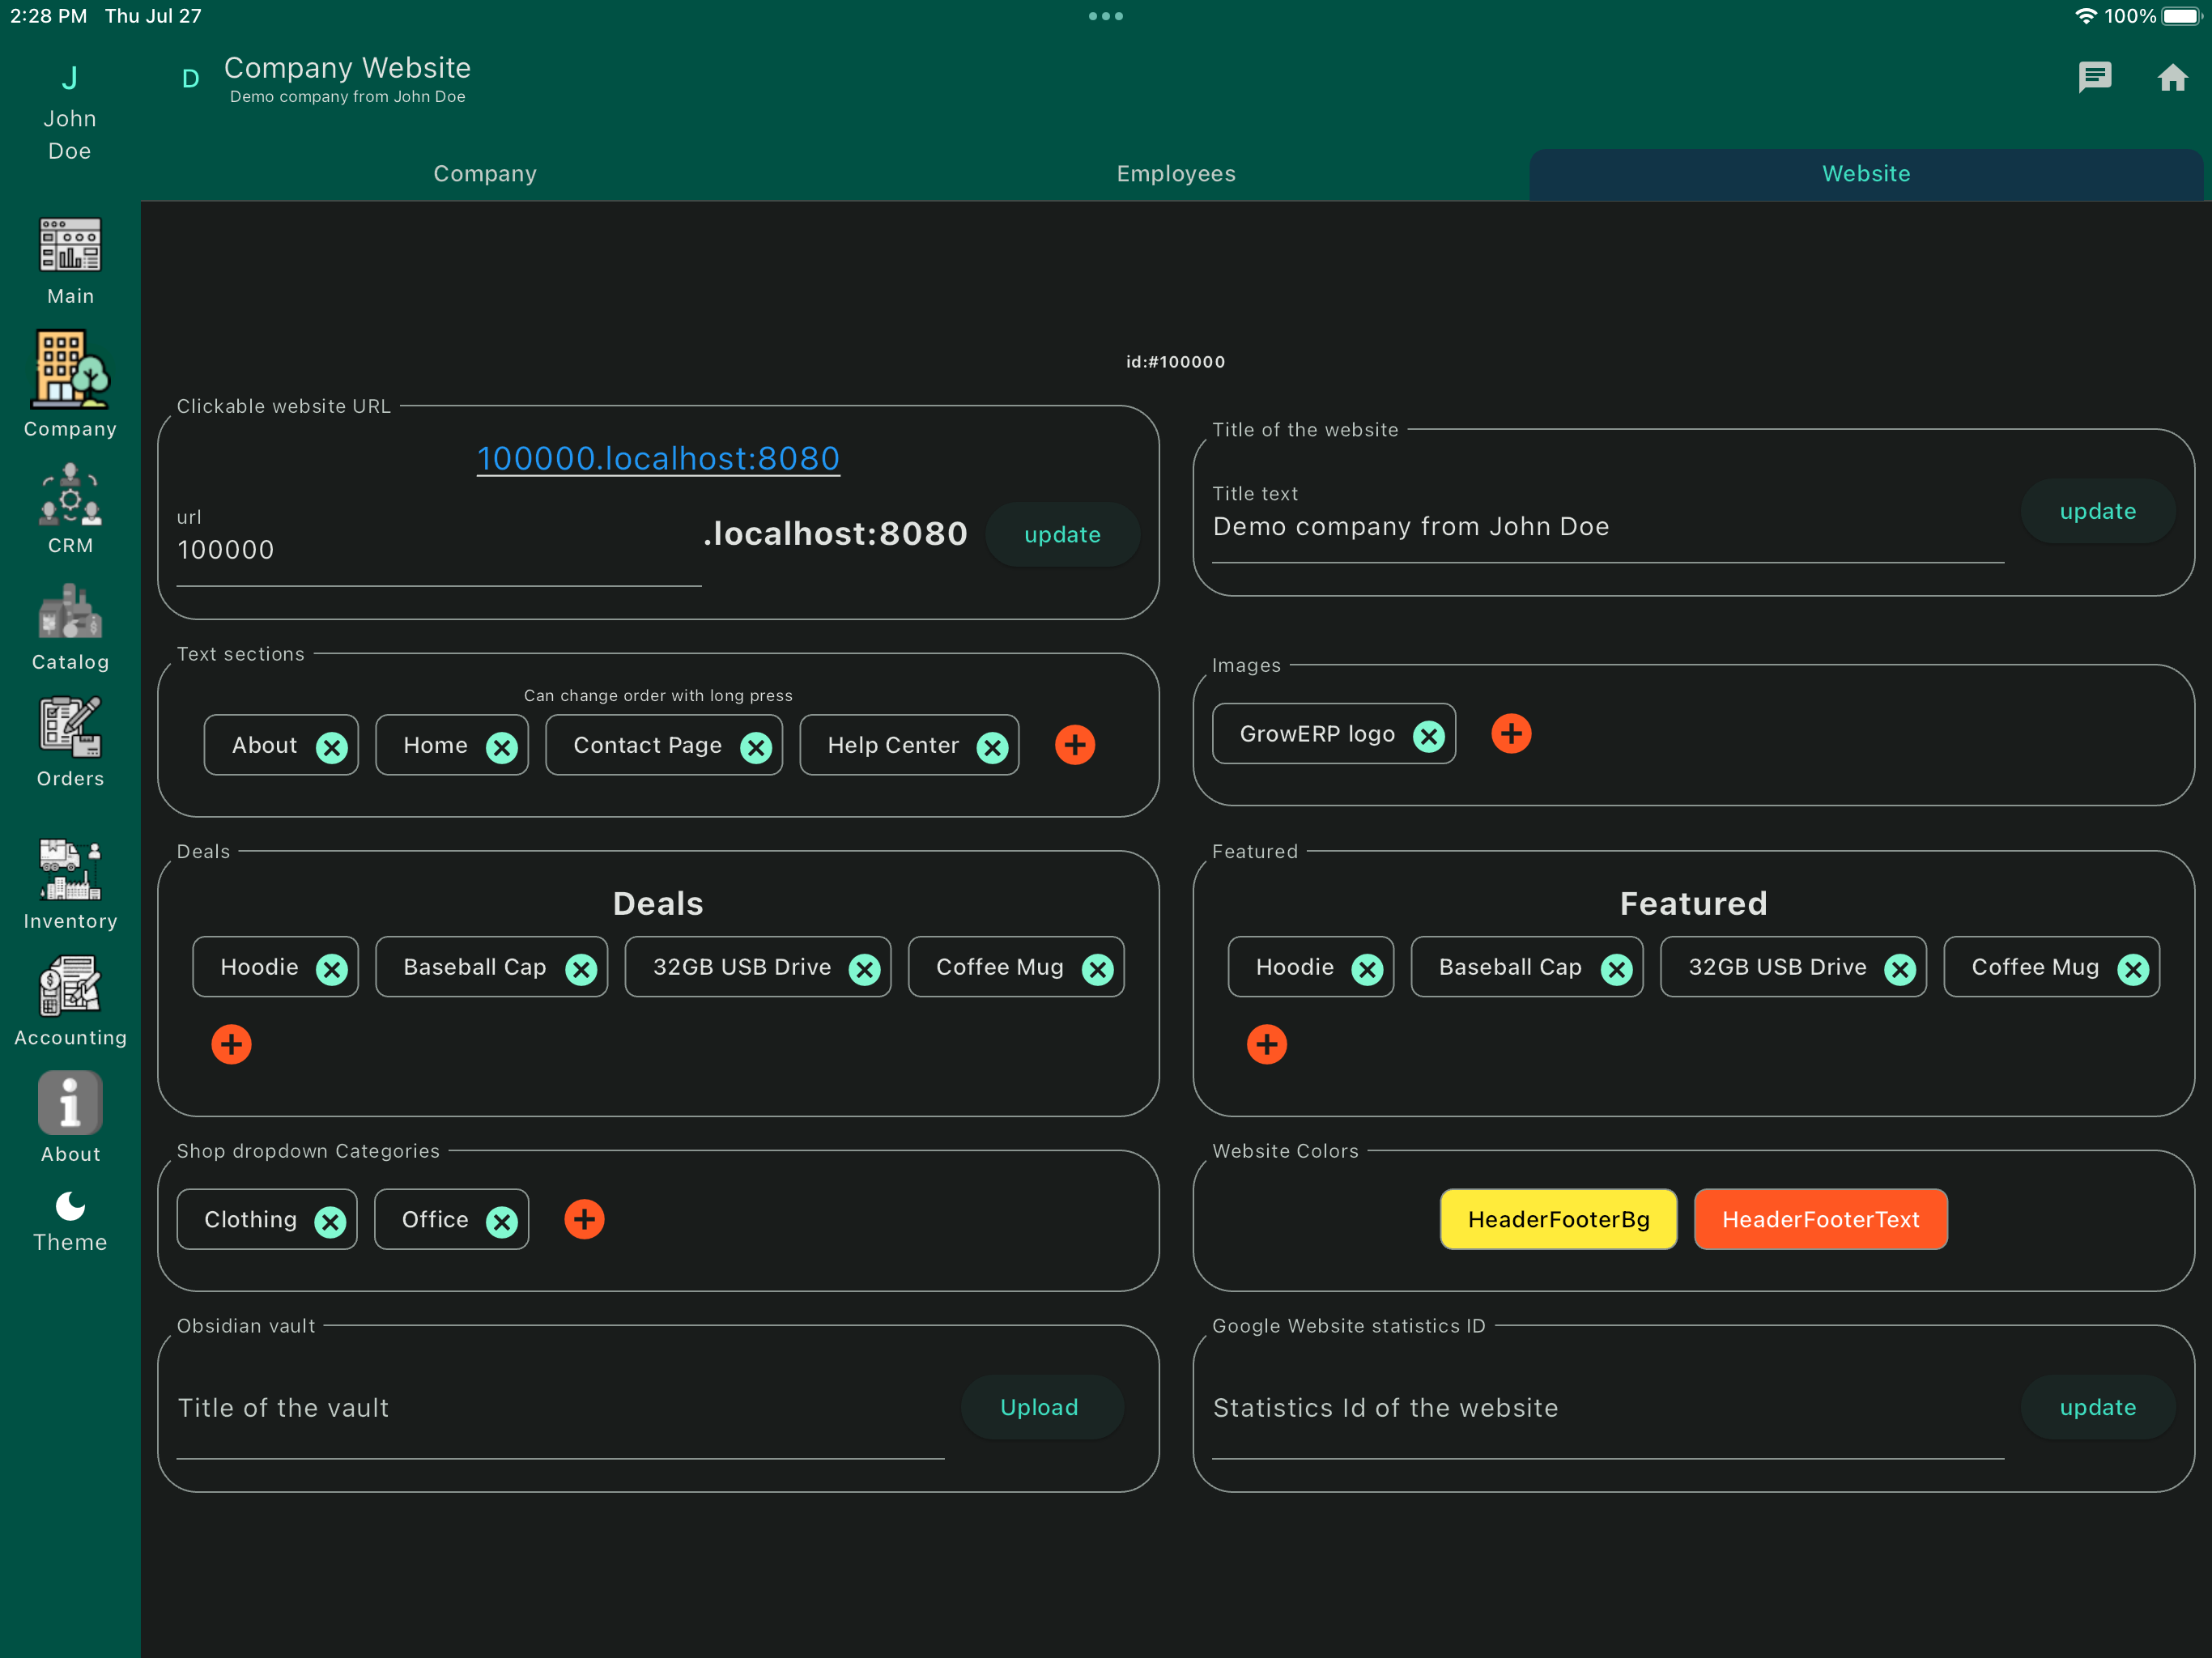 2:28 PM Thu Jul 27
100%
J
John
Doe
D
Company Website
Demo company from John Doe
Company
Employees
Website
Main
Company
CRM
Catalog
Orders
Inventory
Accounting
About
Theme
id:#100000
Clickable website URL
100000.localhost:8080
url
100000
.localhost:8080
update
Title of the website
Title text
Demo company from John Doe
update
Text sections
Can change order with long press
About
Home
Contact Page
Help Center
Images
GrowERP logo
Deals
Deals
Hoodie
Baseball Cap
32GB USB Drive
Coffee Mug
Featured
Featured
Hoodie
Baseball Cap
32GB USB Drive
Coffee Mug
Shop dropdown Categories
Clothing
Office
Website Colors
HeaderFooterBg
HeaderFooterText
Obsidian vault
Title of the vault
Upload
Google Website statistics ID
Statistics Id of the website
update